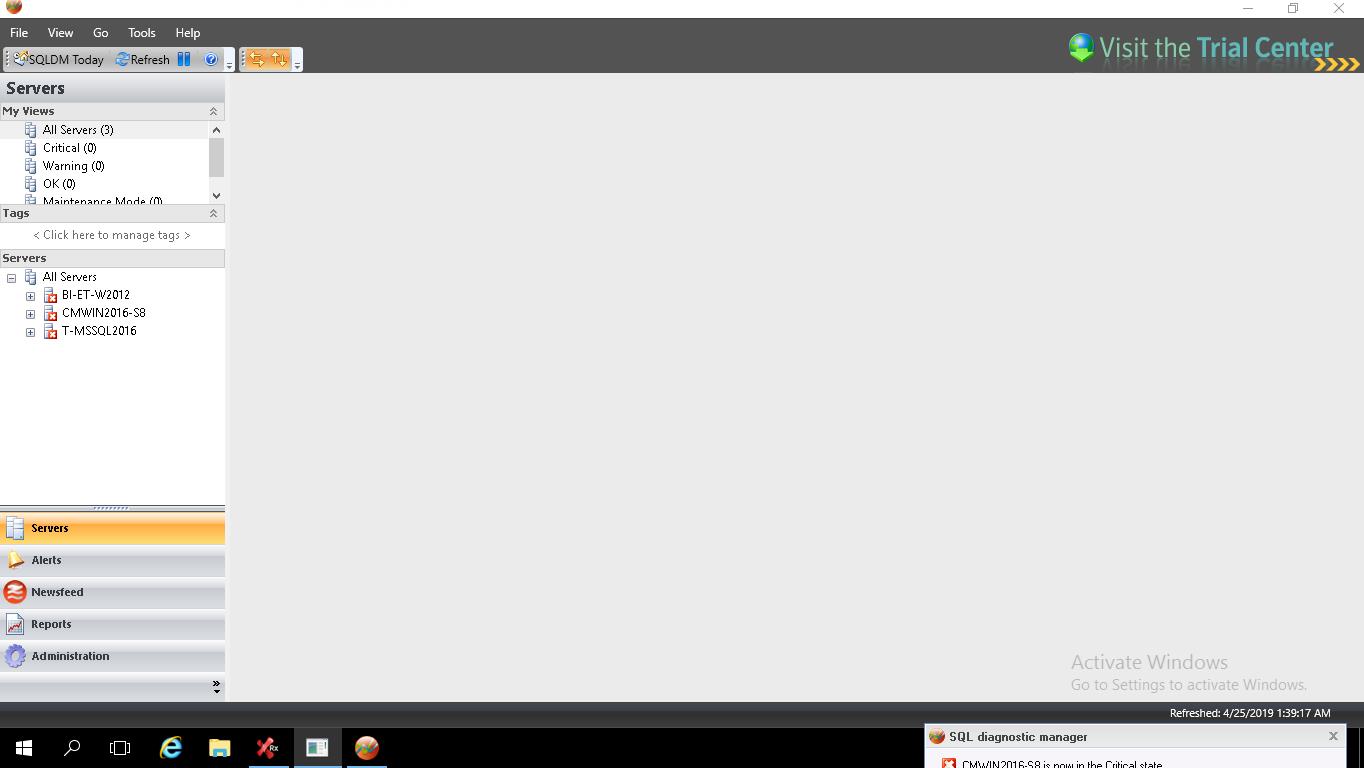 File View Go Tools Help
SQLDM Today Refresh
Visit the Trial Center
Servers
My Views
All Servers (3)
Critical (0)
Warning (0)
OK (0)
Maintenance Mode (0)
Tags
< Click here to manage tags >
Servers
All Servers
BI-ET-W2012
CMWIN2016-S8
T-MSSQL2016
Servers
Alerts
Newsfeed
Reports
Administration
Activate Windows
Go to Settings to activate Windows.
Refreshed: 4/25/2019 1:39:17 AM
Rx
SQL diagnostic manager
CMWIN2016-S8 is now in the Critical state